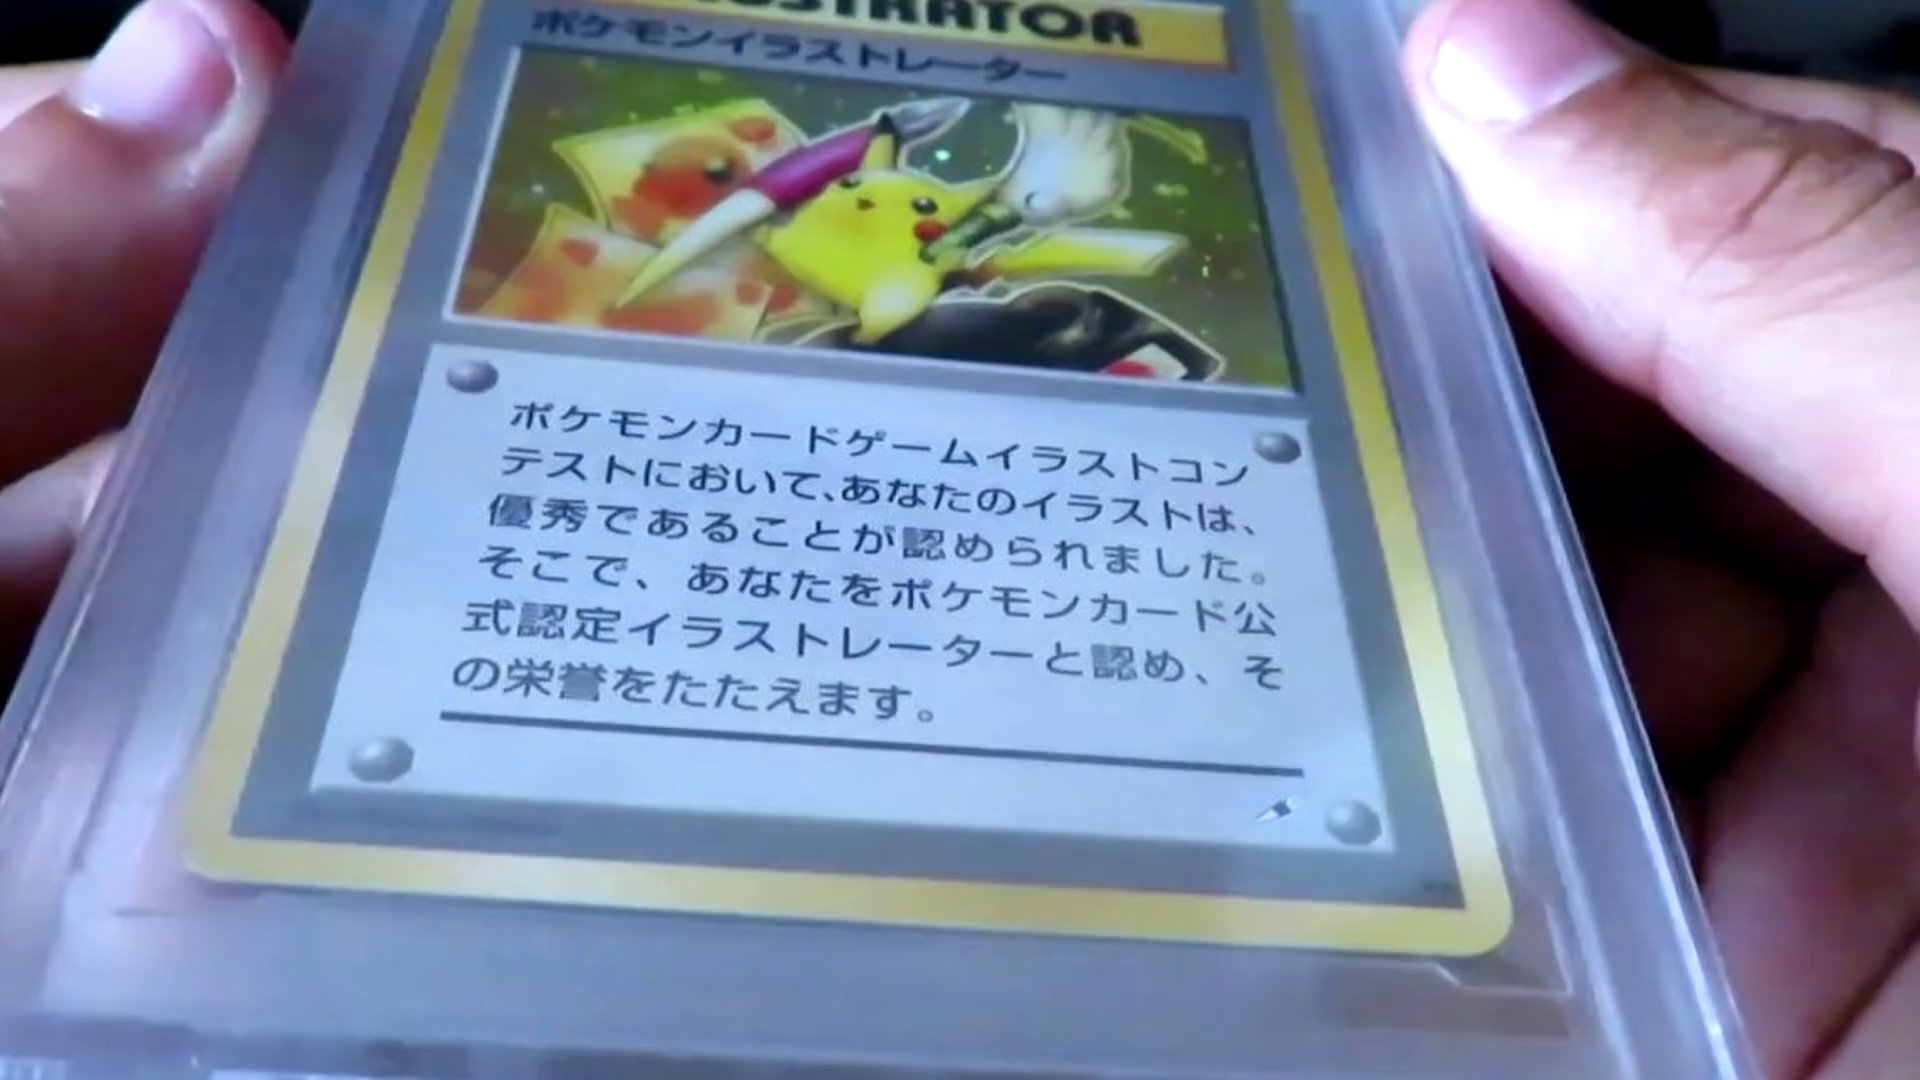 USTRATOR
ポケモンイラストレーター
ポケモンカードゲームイラストコン
テストにおいて、あなたのイラストは、
優秀であることが認められました。
そこで、あなたをポケモンカード公
式認定イラストレーターと認め、そ
の栄誉をたたえます。